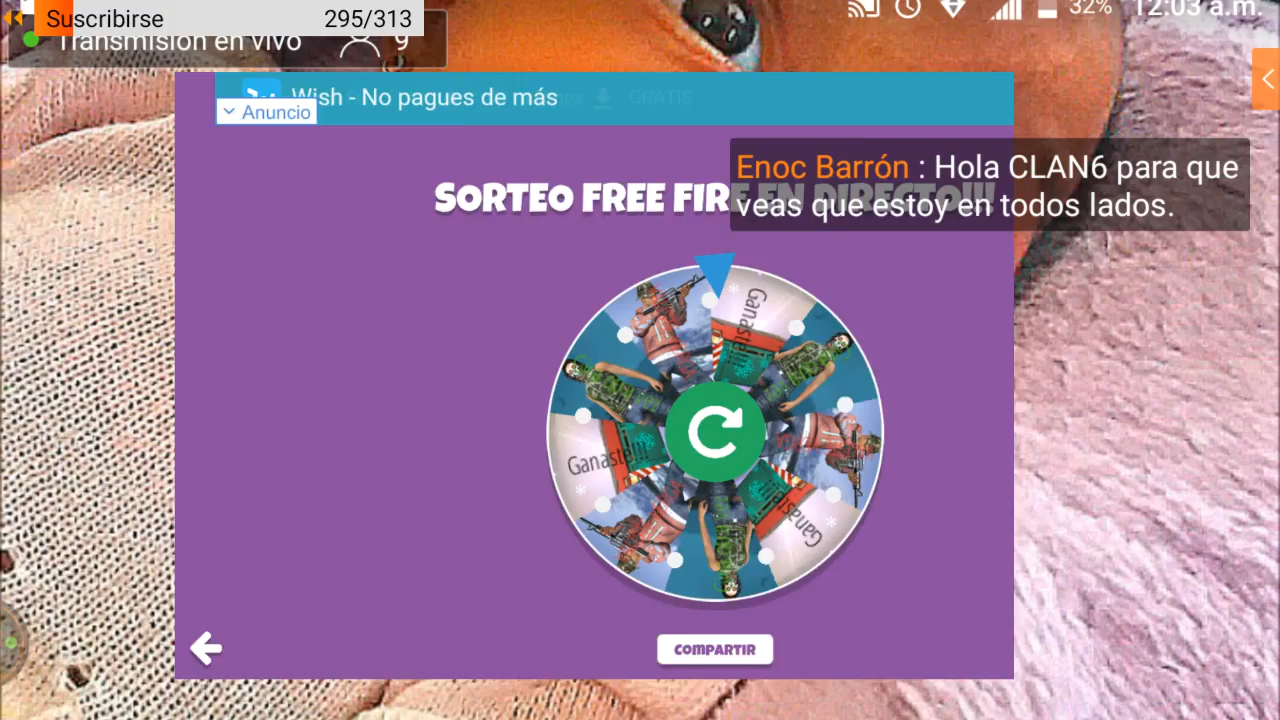 Suscribirse 295/313
32% 12:03 a.m.
Transmisión en vivo 9
Wish - No pagues de más
GRATIS
Anuncio
Enoc Barrón : Hola CLAN6 para que
veas que estoy en todos lados.
SORTEO FREE FIRE EN DIRECTO!!!
Ganaste!!!
Ganaste!!!
Ganaste!!!
COMPARTIR